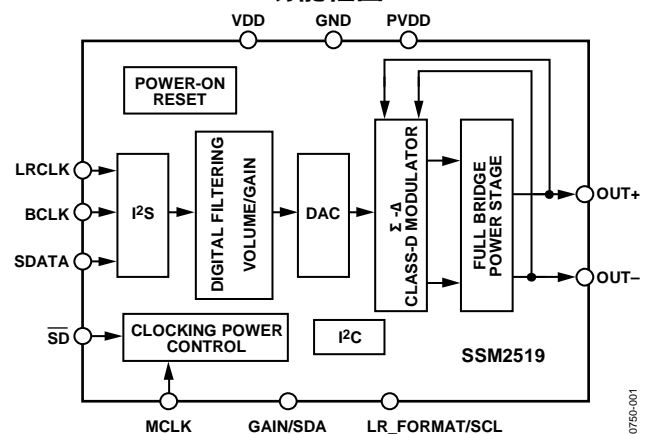 VDD GND PVDD
POWER-ON
RESET
LRCLK
BCLK
SDATA
I²S
DIGITAL FILTERING
VOLUME/GAIN
DAC
Σ-Δ
CLASS-D MODULATOR
FULL BRIDGE
POWER STAGE
OUT+
OUT–
SD
CLOCKING POWER
CONTROL
I²C
SSM2519
MCLK GAIN/SDA LR_FORMAT/SCL
0750-001